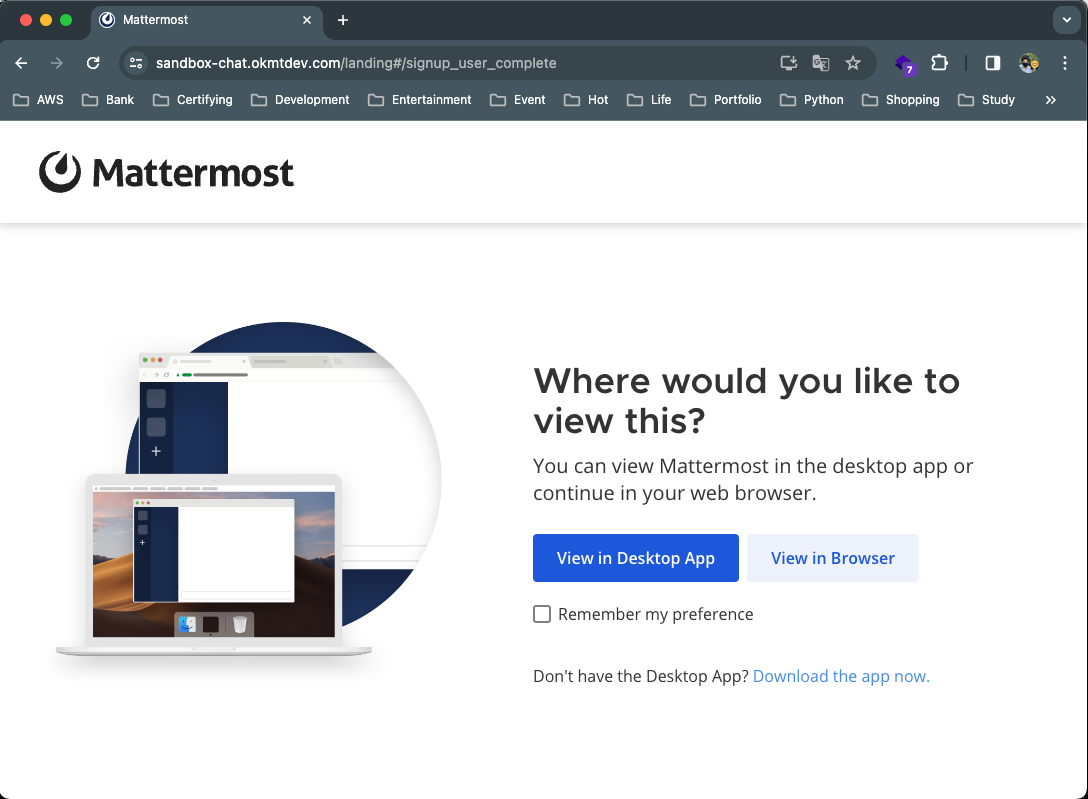 Mattermost
sandbox-chat.okmtdev.com/landing#/signup_user_complete
7
AWS Bank Certifying Development Entertainment Event Hot Life Portfolio Python Shopping Study
Mattermost
Where would you like to
view this?
You can view Mattermost in the desktop app or
continue in your web browser.
View in Desktop App View in Browser
Remember my preference
Don't have the Desktop App? Download the app now.